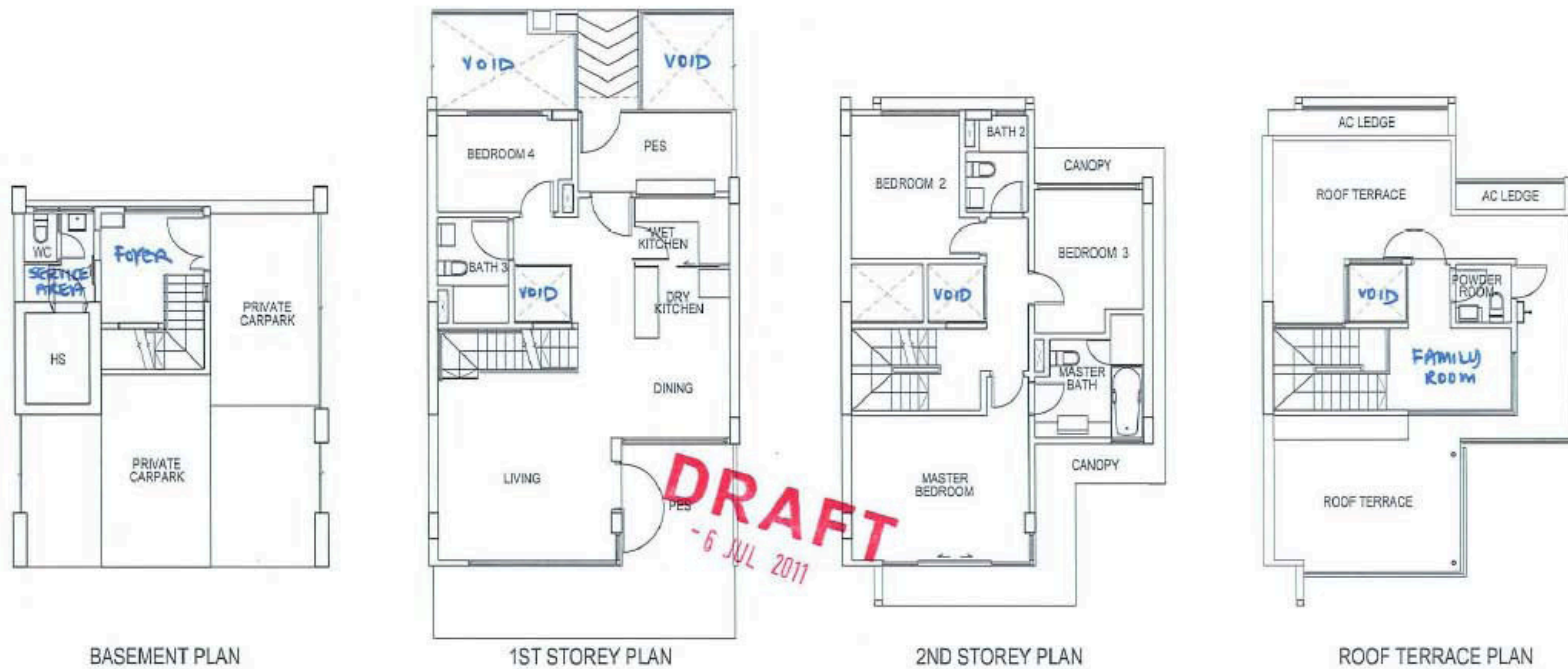 WC
SERVICE
AREA
FOYER
HS
PRIVATE
CARPARK
PRIVATE
CARPARK
BASEMENT PLAN
VOID
VOID
BEDROOM 4
PES
WET
KITCHEN
BATH 3
VOID
DRY
KITCHEN
DINING
LIVING
PES
1ST STOREY PLAN
DRAFT
- 6 JUL 2011
BATH 2
CANOPY
BEDROOM 2
BEDROOM 3
VOID
MASTER
BATH
CANOPY
MASTER
BEDROOM
2ND STOREY PLAN
AC LEDGE
ROOF TERRACE
AC LEDGE
VOID
POWDER
ROOM
FAMILY
ROOM
ROOF TERRACE
ROOF TERRACE PLAN